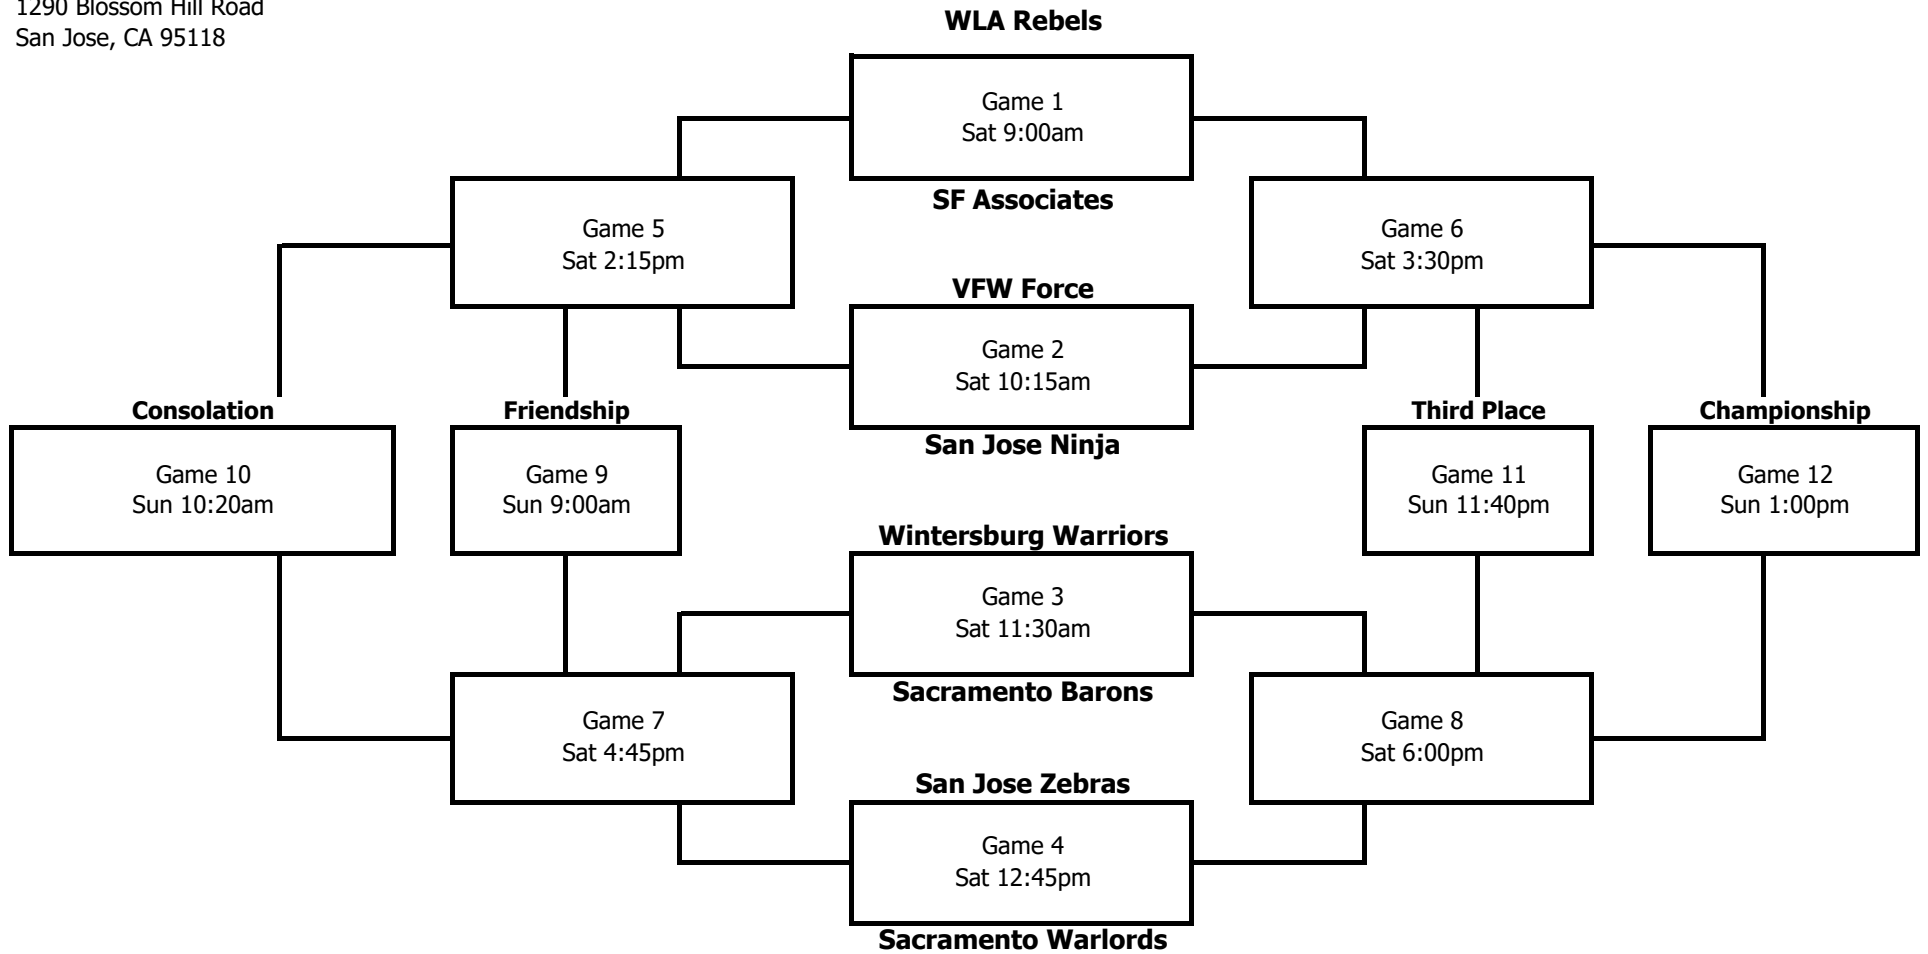 1290 Blossom Hill Road
San Jose, CA 95118
WLA Rebels
Game 1
Sat 9:00am
SF Associates
Game 5
Sat 2:15pm
Game 6
Sat 3:30pm
VFW Force
Game 2
Sat 10:15am
San Jose Ninja
Consolation
Game 10
Sun 10:20am
Friendship
Game 9
Sun 9:00am
Third Place
Game 11
Sun 11:40pm
Championship
Game 12
Sun 1:00pm
Wintersburg Warriors
Game 3
Sat 11:30am
Sacramento Barons
Game 7
Sat 4:45pm
Game 8
Sat 6:00pm
San Jose Zebras
Game 4
Sat 12:45pm
Sacramento Warlords